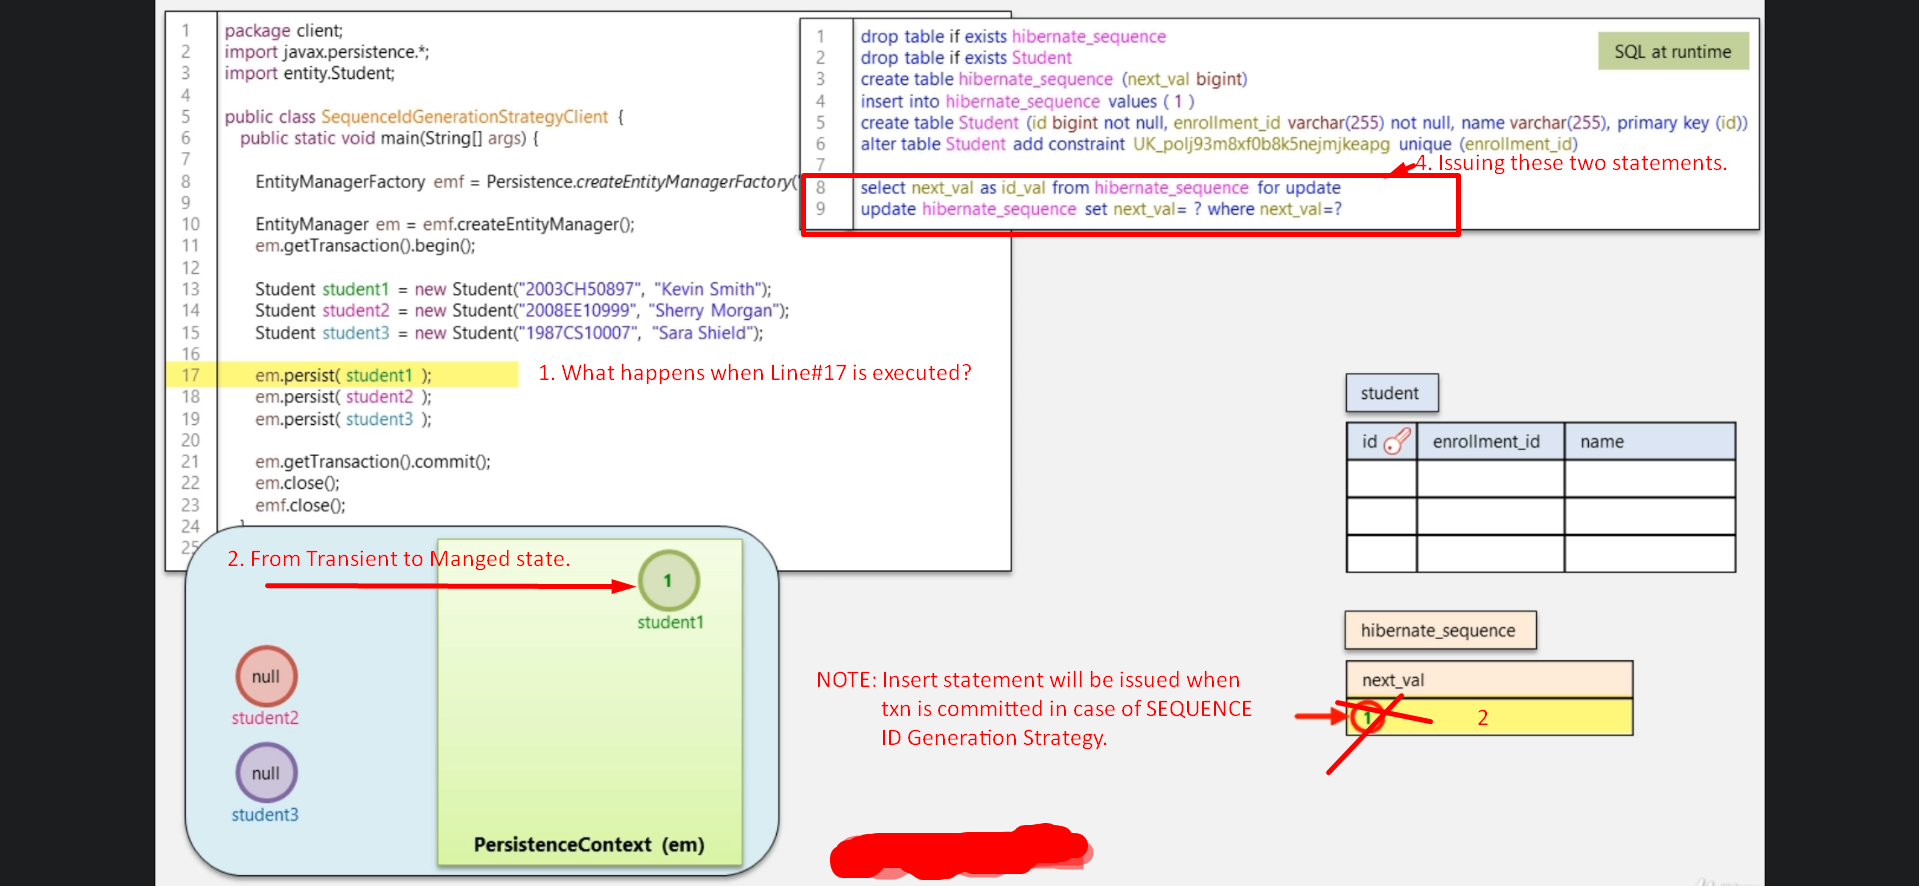 1 package client;
2 import javax.persistence.*;
3 import entity.Student;
4
5 public class SequenceIdGenerationStrategyClient {
6 public static void main(String[] args) {
7
8 EntityManagerFactory emf = Persistence.createEntityManagerFactory("
9
10 EntityManager em = emf.createEntityManager();
11 em.getTransaction().begin();
12
13 Student student1 = new Student("2003CH50897", "Kevin Smith");
14 Student student2 = new Student("2008EE10999", "Sherry Morgan");
15 Student student3 = new Student("1987CS10007", "Sara Shield");
16
17 em.persist( student1 );
18 em.persist( student2 );
19 em.persist( student3 );
20
21 em.getTransaction().commit();
22 em.close();
23 emf.close();
24 }
25
1. What happens when Line#17 is executed?
SQL at runtime
1 drop table if exists hibernate_sequence
2 drop table if exists Student
3 create table hibernate_sequence (next_val bigint)
4 insert into hibernate_sequence values ( 1 )
5 create table Student (id bigint not null, enrollment_id varchar(255) not null, name varchar(255), primary key (id))
6 alter table Student add constraint UK_polj93m8xf0b8k5nejmjkeapg unique (enrollment_id)
7
4. Issuing these two statements.
8 select next_val as id_val from hibernate_sequence for update
9 update hibernate_sequence set next_val= ? where next_val=?
2. From Transient to Manged state.
1
student1
null
student2
null
student3
PersistenceContext (em)
student
id enrollment_id name
hibernate_sequence
next_val
1 2
NOTE: Insert statement will be issued when
txn is committed in case of SEQUENCE
ID Generation Strategy.